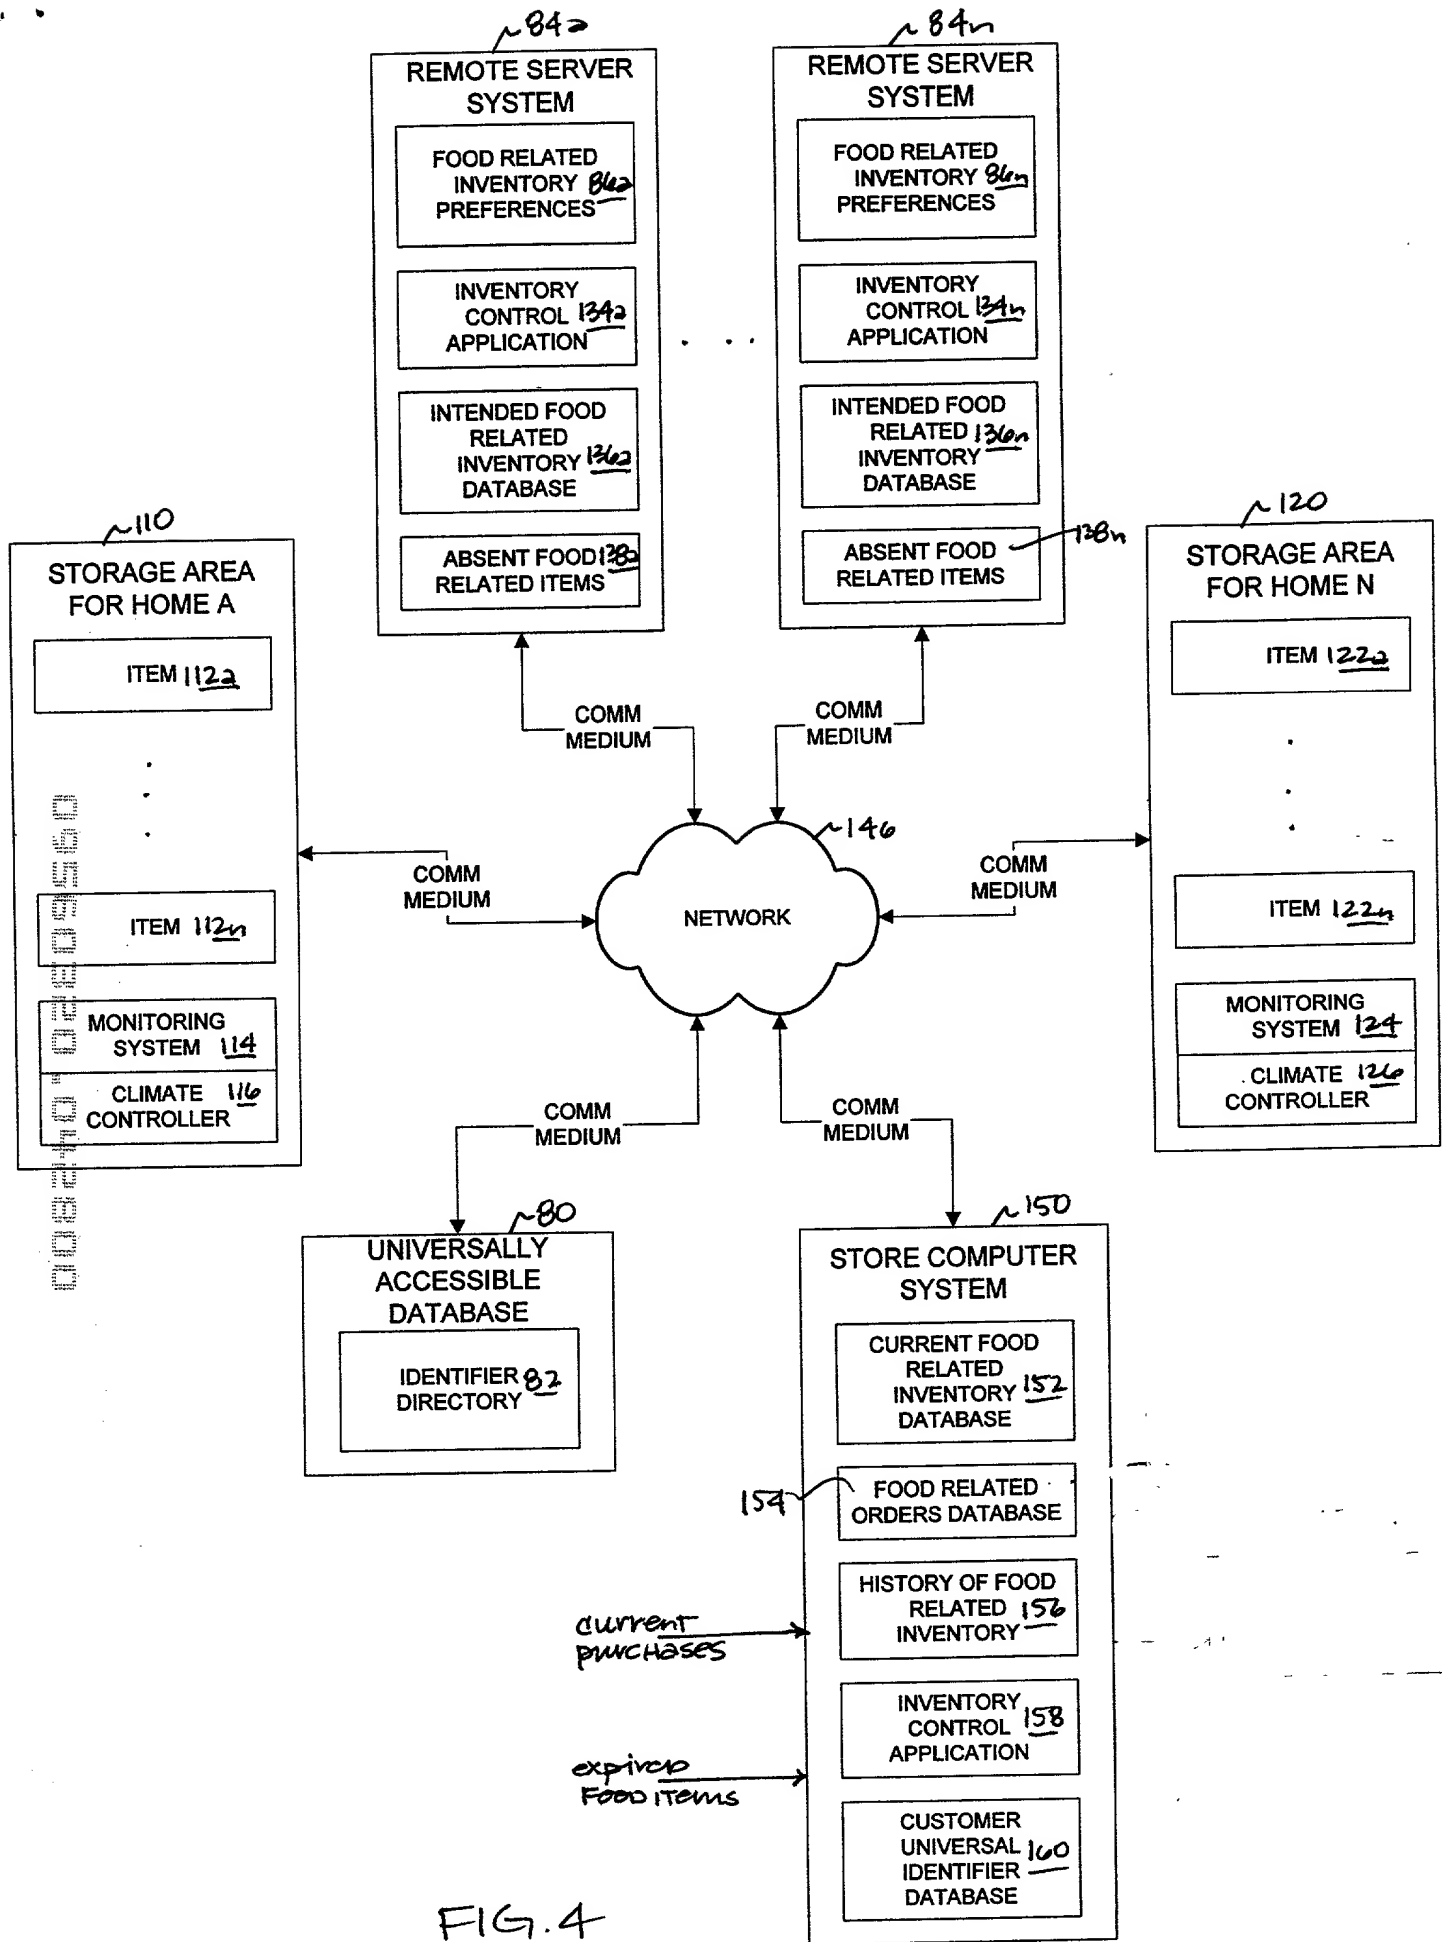 ~84a
REMOTE SERVER
SYSTEM
FOOD RELATED
INVENTORY 86a
PREFERENCES
INVENTORY
CONTROL 134a
APPLICATION
INTENDED FOOD
RELATED
INVENTORY 136a
DATABASE
ABSENT FOOD 138a
RELATED ITEMS
. . .
~84n
REMOTE SERVER
SYSTEM
FOOD RELATED
INVENTORY 86n
PREFERENCES
INVENTORY
CONTROL 134n
APPLICATION
INTENDED FOOD
RELATED 136n
INVENTORY
DATABASE
ABSENT FOOD 138n
RELATED ITEMS
~110
STORAGE AREA
FOR HOME A
ITEM 112a
.
.
.
ITEM 112n
MONITORING
SYSTEM 114
CLIMATE 116
CONTROLLER
~120
STORAGE AREA
FOR HOME N
ITEM 122a
.
.
.
ITEM 122n
MONITORING
SYSTEM 124
CLIMATE 126
CONTROLLER
COMM
MEDIUM
COMM
MEDIUM
COMM
MEDIUM
COMM
MEDIUM
~146
NETWORK
COMM
MEDIUM
COMM
MEDIUM
~80
UNIVERSALLY
ACCESSIBLE
DATABASE
IDENTIFIER 82
DIRECTORY
~150
STORE COMPUTER
SYSTEM
CURRENT FOOD
RELATED
INVENTORY 152
DATABASE
154
FOOD RELATED
ORDERS DATABASE
HISTORY OF FOOD
RELATED 156
INVENTORY
INVENTORY
CONTROL 158
APPLICATION
CUSTOMER
UNIVERSAL 160
IDENTIFIER
DATABASE
current
purchases
expired
Food items
FIG. 4